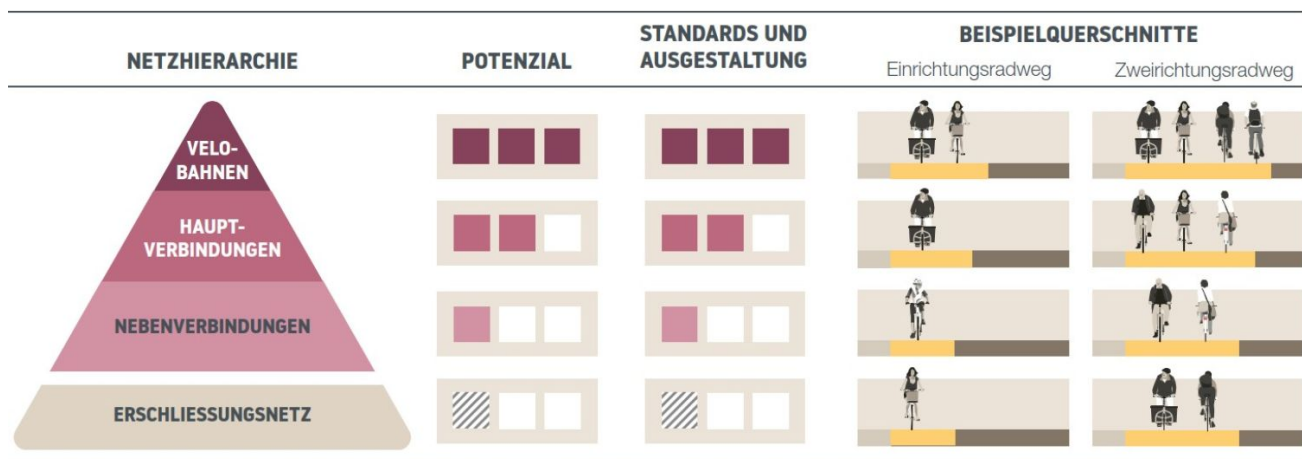 NETZHIERARCHIE
POTENZIAL
STANDARDS UND
AUSGESTALTUNG
BEISPIELQUERSCHNITTE
Einrichtungsradweg
Zweirichtungsradweg
VELO-
BAHNEN
HAUPT-
VERBINDUNGEN
NEBENVERBINDUNGEN
ERSCHLIESSUNGSNETZ